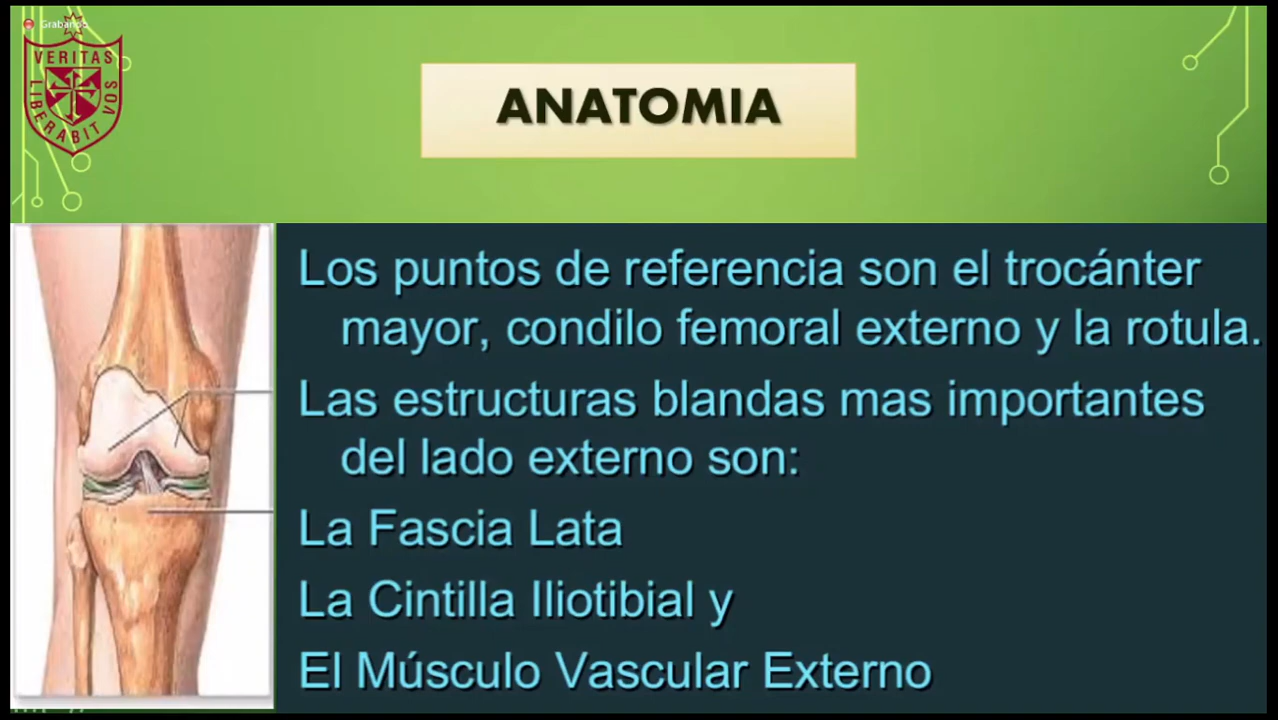 Grabando
VERITAS
LIBERABIT VOS
ANATOMIA
Los puntos de referencia son el trocánter
mayor, condilo femoral externo y la rotula.
Las estructuras blandas mas importantes
del lado externo son:
La Fascia Lata
La Cintilla Iliotibial y
El Músculo Vascular Externo